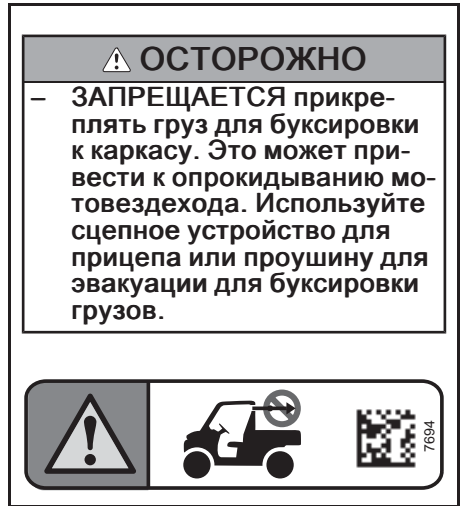 ⚠ ОСТОРОЖНО
– ЗАПРЕЩАЕТСЯ прикре-
плять груз для буксировки
к каркасу. Это может при-
вести к опрокидыванию мо-
товездехода. Используйте
сцепное устройство для
прицепа или проушину для
эвакуации для буксировки
грузов.
7694